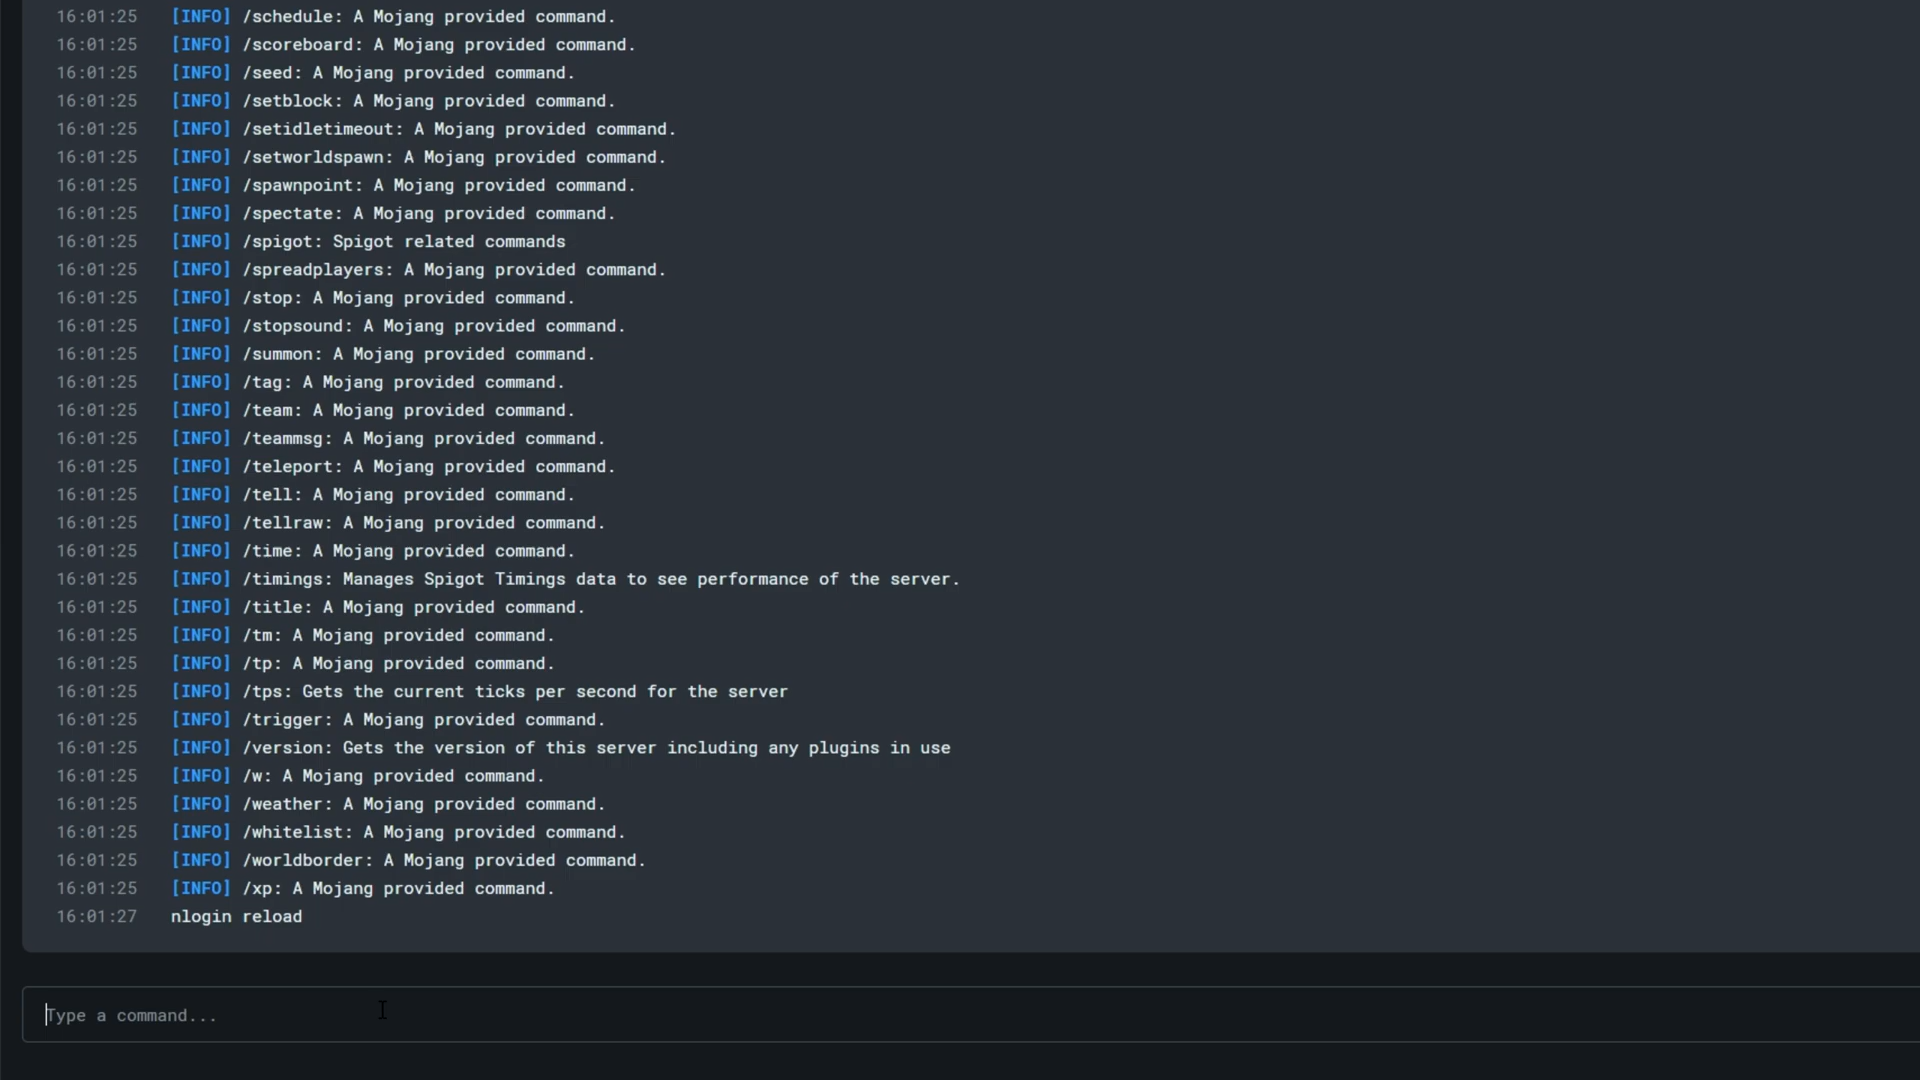 16:01:25 [INFO] /schedule: A Mojang provided command.
16:01:25 [INFO] /scoreboard: A Mojang provided command.
16:01:25 [INFO] /seed: A Mojang provided command.
16:01:25 [INFO] /setblock: A Mojang provided command.
16:01:25 [INFO] /setidletimeout: A Mojang provided command.
16:01:25 [INFO] /setworldspawn: A Mojang provided command.
16:01:25 [INFO] /spawnpoint: A Mojang provided command.
16:01:25 [INFO] /spectate: A Mojang provided command.
16:01:25 [INFO] /spigot: Spigot related commands
16:01:25 [INFO] /spreadplayers: A Mojang provided command.
16:01:25 [INFO] /stop: A Mojang provided command.
16:01:25 [INFO] /stopsound: A Mojang provided command.
16:01:25 [INFO] /summon: A Mojang provided command.
16:01:25 [INFO] /tag: A Mojang provided command.
16:01:25 [INFO] /team: A Mojang provided command.
16:01:25 [INFO] /teammsg: A Mojang provided command.
16:01:25 [INFO] /teleport: A Mojang provided command.
16:01:25 [INFO] /tell: A Mojang provided command.
16:01:25 [INFO] /tellraw: A Mojang provided command.
16:01:25 [INFO] /time: A Mojang provided command.
16:01:25 [INFO] /timings: Manages Spigot Timings data to see performance of the server.
16:01:25 [INFO] /title: A Mojang provided command.
16:01:25 [INFO] /tm: A Mojang provided command.
16:01:25 [INFO] /tp: A Mojang provided command.
16:01:25 [INFO] /tps: Gets the current ticks per second for the server
16:01:25 [INFO] /trigger: A Mojang provided command.
16:01:25 [INFO] /version: Gets the version of this server including any plugins in use
16:01:25 [INFO] /w: A Mojang provided command.
16:01:25 [INFO] /weather: A Mojang provided command.
16:01:25 [INFO] /whitelist: A Mojang provided command.
16:01:25 [INFO] /worldborder: A Mojang provided command.
16:01:25 [INFO] /xp: A Mojang provided command.
16:01:27 nlogin reload
Type a command...